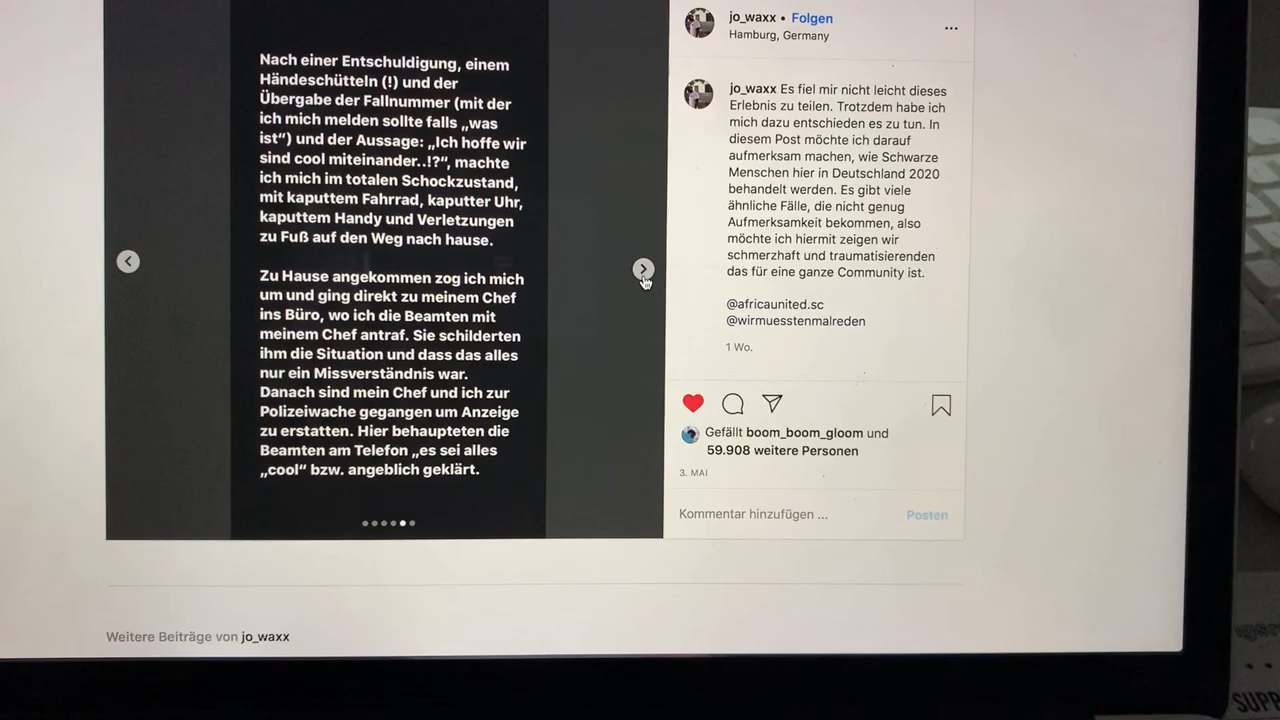 Nach einer Entschuldigung, einem
Händeschütteln (!) und der
Übergabe der Fallnummer (mit der
ich mich melden sollte falls „was
ist“) und der Aussage: „Ich hoffe wir
sind cool miteinander..!?“, machte
ich mich im totalen Schockzustand,
mit kaputtem Fahrrad, kaputter Uhr,
kaputtem Handy und Verletzungen
zu Fuß auf den Weg nach hause.
Zu Hause angekommen zog ich mich
um und ging direkt zu meinem Chef
ins Büro, wo ich die Beamten mit
meinem Chef antraf. Sie schilderten
ihm die Situation und dass das alles
nur ein Missverständnis war.
Danach sind mein Chef und ich zur
Polizeiwache gegangen um Anzeige
zu erstatten. Hier behaupteten die
Beamten am Telefon „es sei alles
„cool“ bzw. angeblich geklärt.
jo_waxx • Folgen
Hamburg, Germany
jo_waxx Es fiel mir nicht leicht dieses
Erlebnis zu teilen. Trotzdem habe ich
mich dazu entschieden es zu tun. In
diesem Post möchte ich darauf
aufmerksam machen, wie Schwarze
Menschen hier in Deutschland 2020
behandelt werden. Es gibt viele
ähnliche Fälle, die nicht genug
Aufmerksamkeit bekommen, also
möchte ich hiermit zeigen wir
schmerzhaft und traumatisierenden
das für eine ganze Community ist.
@africaunited.sc
@wirmuesstenmalreden
1 Wo.
Gefällt boom_boom_gloom und
59.908 weitere Personen
3. MAI
Kommentar hinzufügen ...
Posten
Weitere Beiträge von jo_waxx